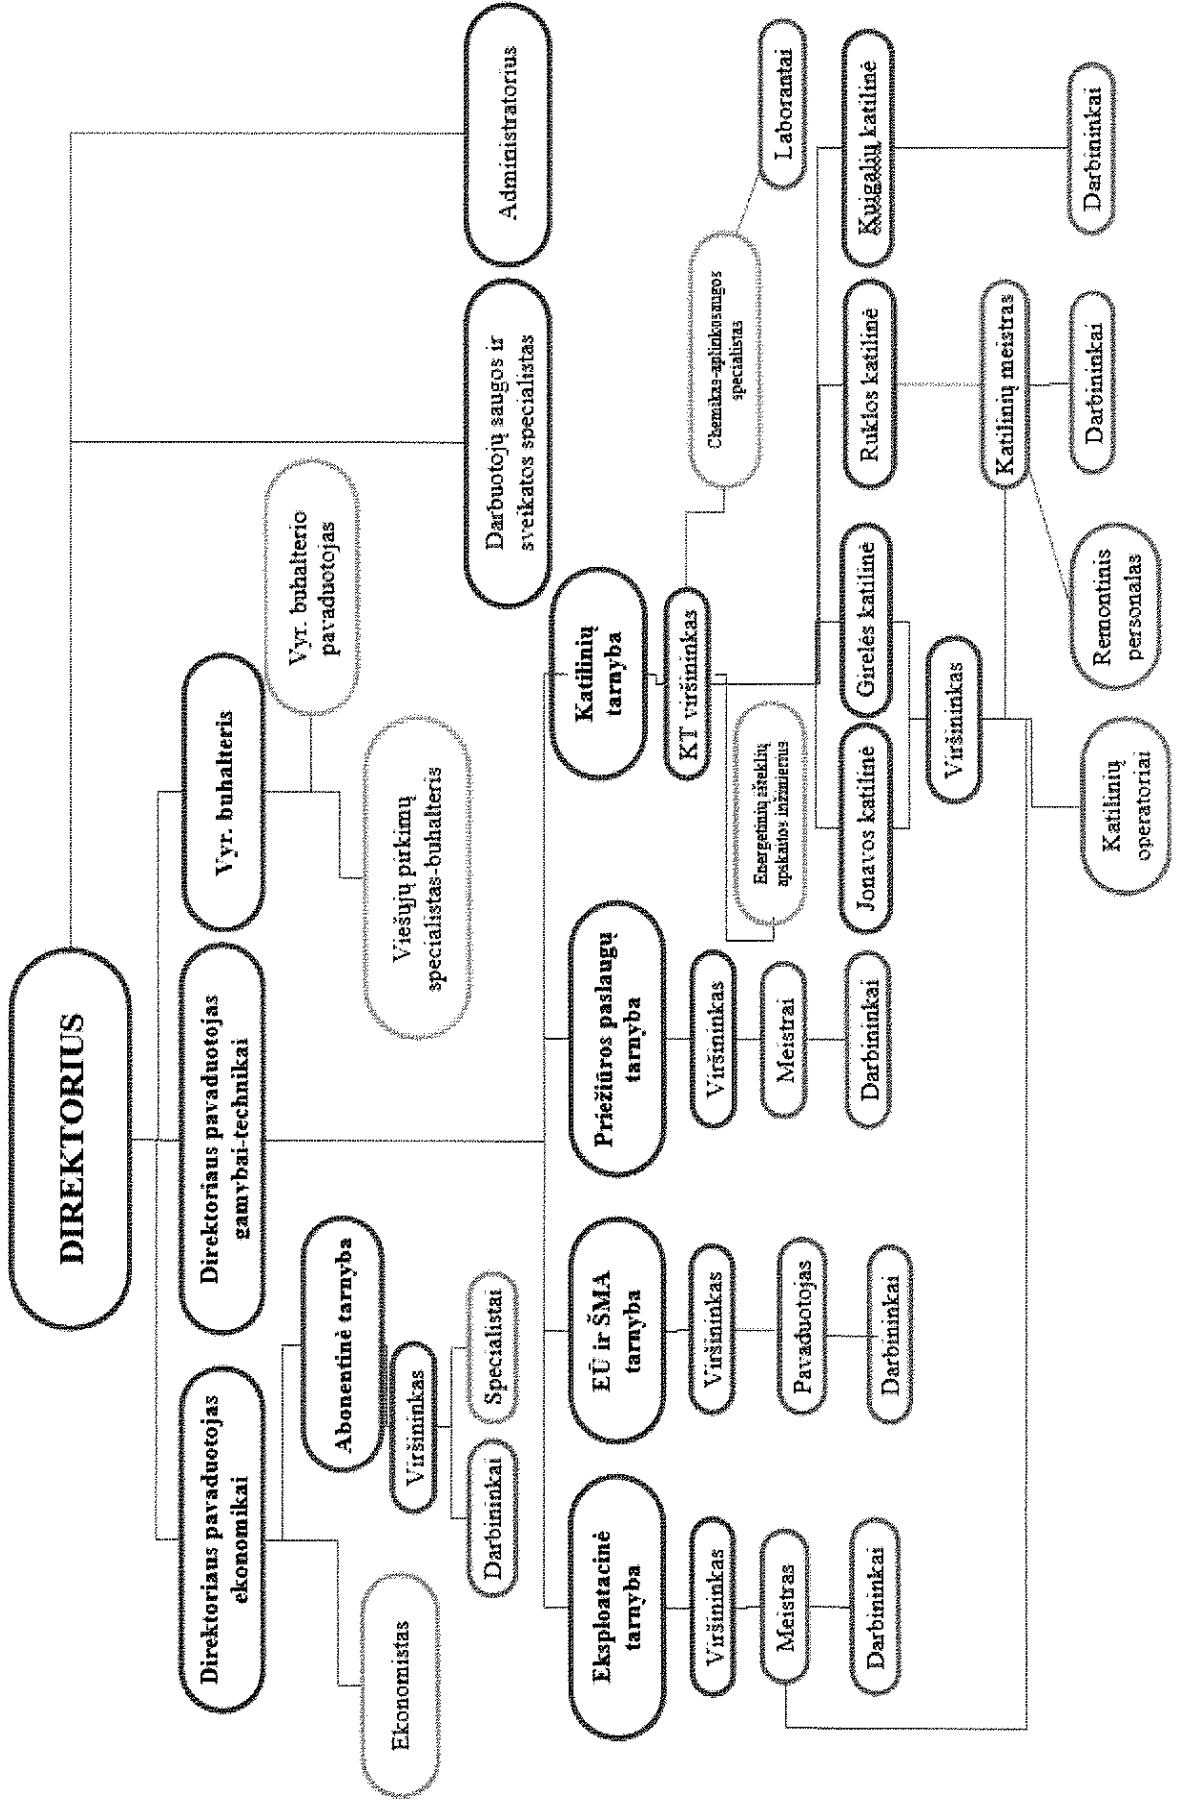 DIREKTORIUS
Direktoriaus pavaduotojas
ekonomikai
Direktoriaus pavaduotojas
gamybai-technikai
Vyr. buhalteris
Ekonomistas
Abonentinė tarnyba
Viršininkas
Darbininkai
Specialistai
Viešųjų pirkimų
specialistas-buhalteris
Vyr. buhalterio
pavaduotojas
Darbuotojų saugos ir
sveikatos specialistas
Administratorius
Eksploatacinė
tarnyba
Viršininkas
Meistras
Darbininkai
EŪ ir ŠMA
tarnyba
Viršininkas
Pavaduotojas
Darbininkai
Priežiūros paslaugų
tarnyba
Viršininkas
Meistrai
Darbininkai
Katilinių
tarnyba
KT viršininkas
Energetinių išteklių
apskaitos inžinierius
Chemikas-aplinkosaugos
specialistas
Laborantai
Jonavos katilinė
Girelės katilinė
Ruklos katilinė
Kuigalių katilinė
Viršininkas
Katilinių meistras
Katilinių
operatoriai
Remontinis
personalas
Darbininkai
Darbininkai